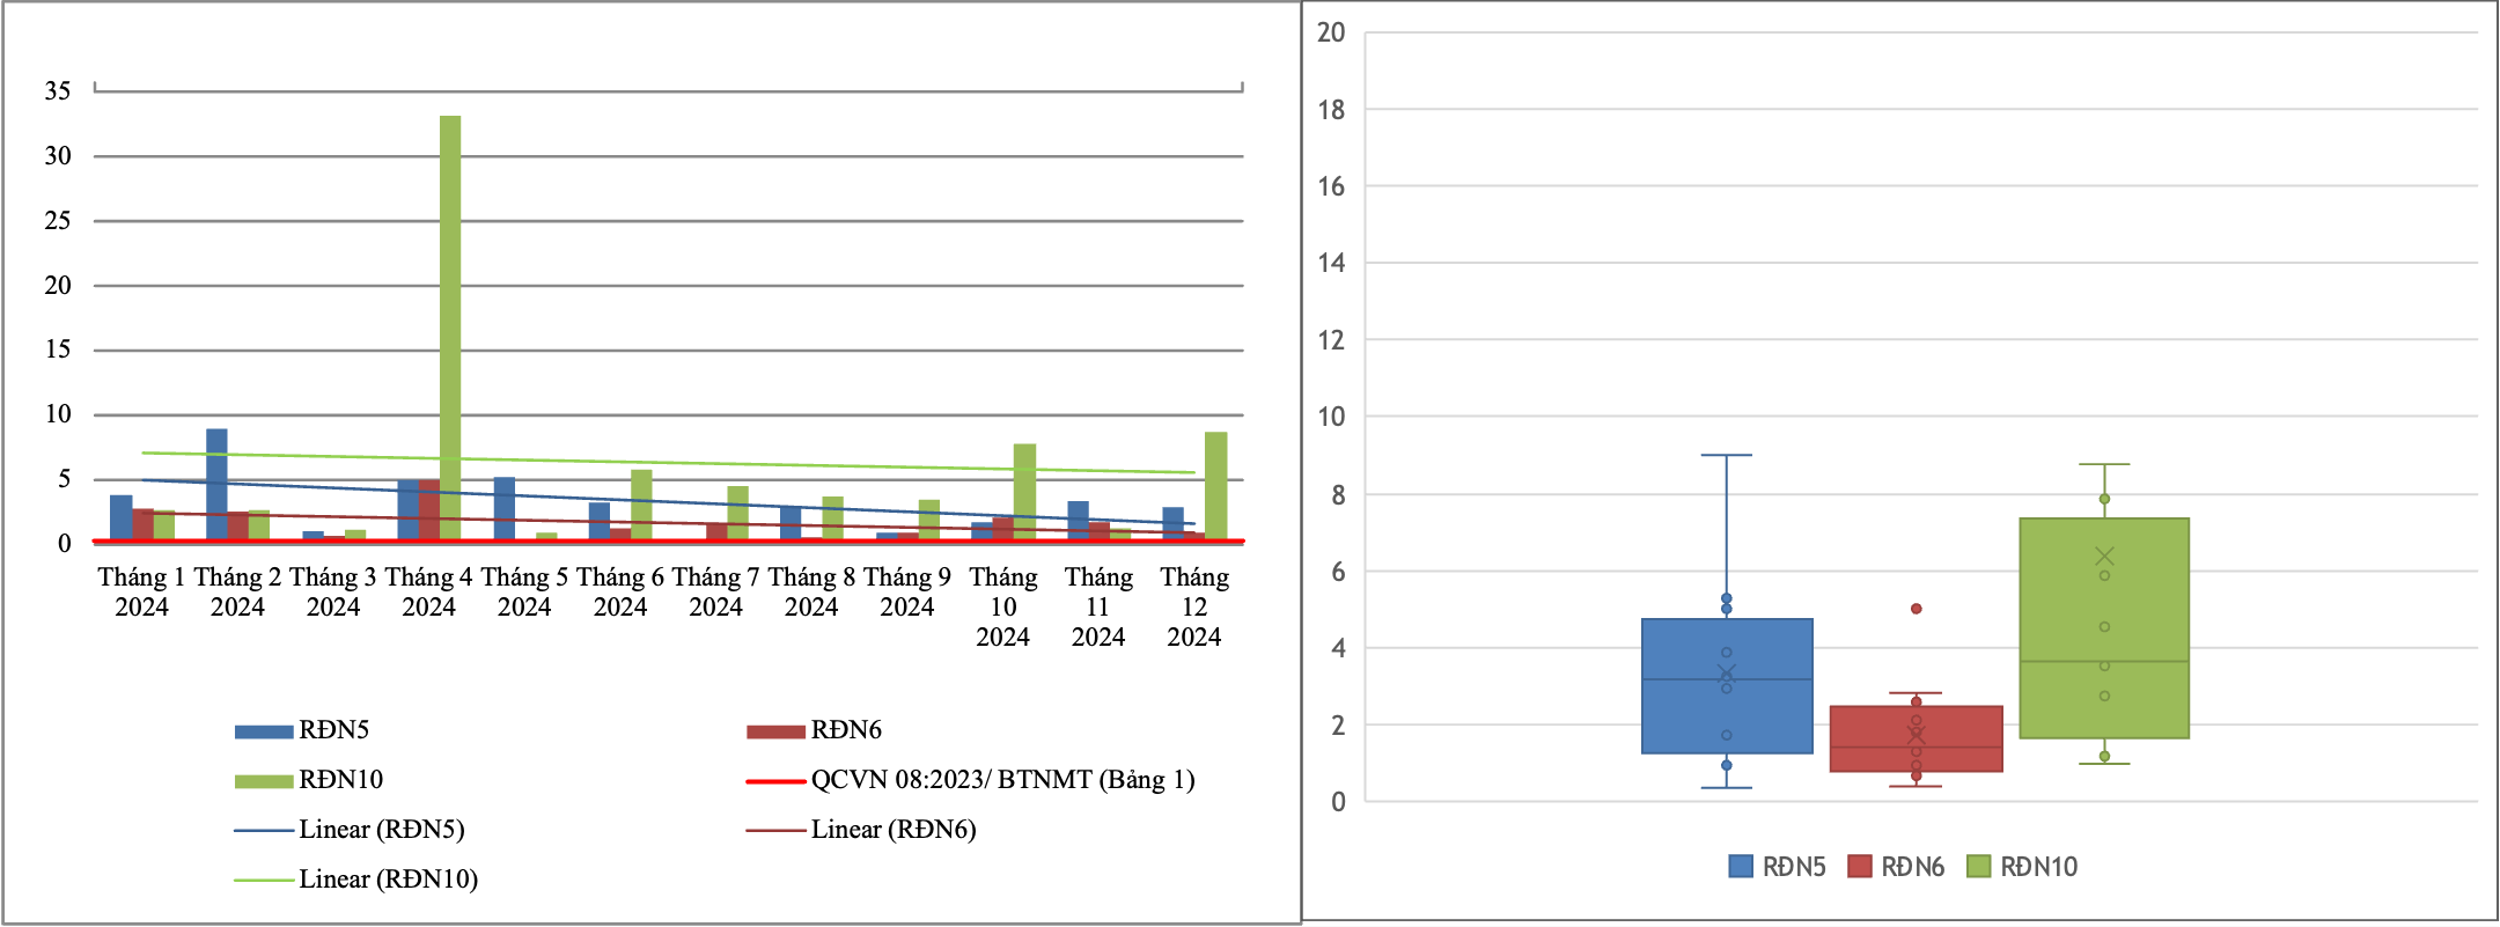 35
30
25
20
15
10
5
0
Tháng 1 2024
Tháng 2 2024
Tháng 3 2024
Tháng 4 2024
Tháng 5 2024
Tháng 6 2024
Tháng 7 2024
Tháng 8 2024
Tháng 9 2024
Tháng 10 2024
Tháng 11 2024
Tháng 12 2024
RĐN5
RĐN6
RĐN10
QCVN 08:2023/ BTNMT (Bảng 1)
Linear (RĐN5)
Linear (RĐN6)
Linear (RĐN10)
20
18
16
14
12
10
8
6
4
2
0
RĐN5
RĐN6
RĐN10